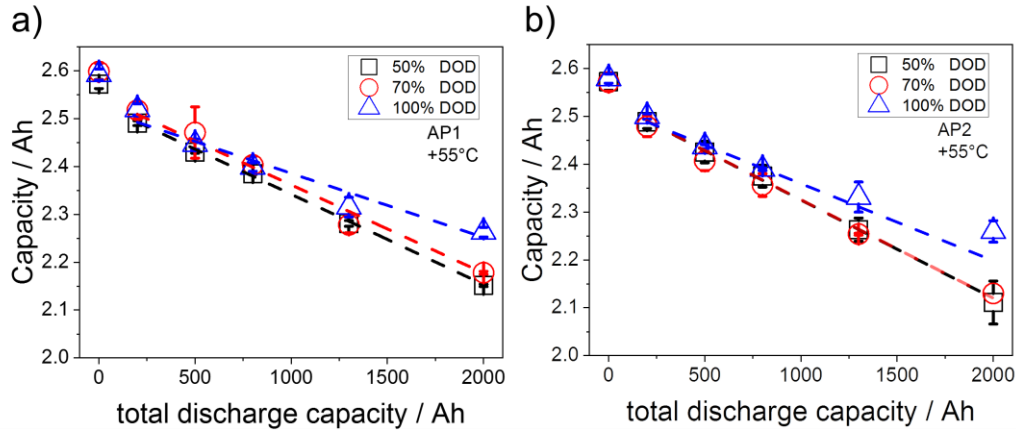 a)
2.6
2.5
2.4
2.3
2.2
2.1
2.0
Capacity / Ah
50% DOD
70% DOD
100% DOD
AP1
+55°C
0 500 1000 1500 2000
total discharge capacity / Ah
b)
2.6
2.5
2.4
2.3
2.2
2.1
2.0
Capacity / Ah
50% DOD
70% DOD
100% DOD
AP2
+55°C
0 500 1000 1500 2000
total discharge capacity / Ah